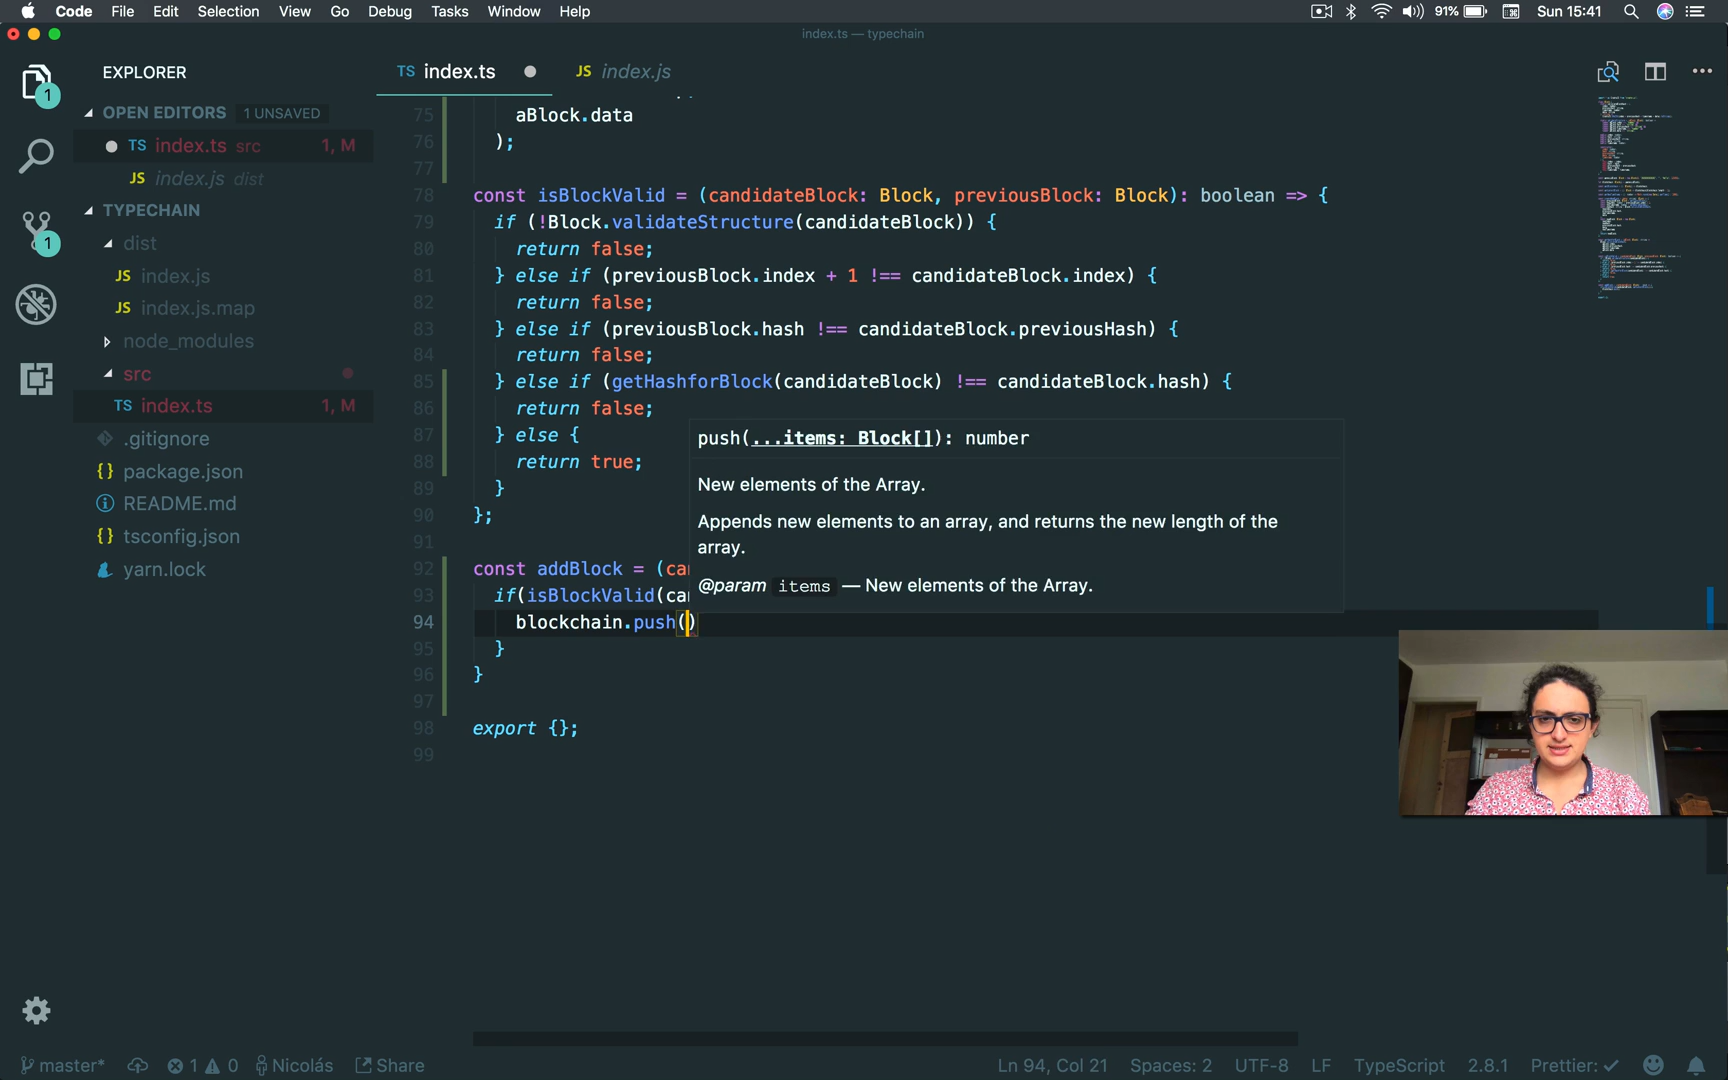 Code File Edit Selection View Go Debug Tasks Window Help 91% Sun 15:41
index.ts — typechain
EXPLORER
TS index.ts JS index.js
OPEN EDITORS 1 UNSAVED
TS index.ts src 1, M
JS index.js dist
TYPECHAIN
dist
JS index.js
JS index.js.map
node_modules
src
TS index.ts 1, M
.gitignore
{} package.json
README.md
{} tsconfig.json
yarn.lock
1
1
75 aBlock.data
76 );
77
78 const isBlockValid = (candidateBlock: Block, previousBlock: Block): boolean => {
79 if (!Block.validateStructure(candidateBlock)) {
80 return false;
81 } else if (previousBlock.index + 1 !== candidateBlock.index) {
82 return false;
83 } else if (previousBlock.hash !== candidateBlock.previousHash) {
84 return false;
85 } else if (getHashforBlock(candidateBlock) !== candidateBlock.hash) {
86 return false;
87 } else {
88 return true;
89 }
90 };
91
92 const addBlock = (ca
93 if(isBlockValid(ca
94 blockchain.push()
95 }
96 }
97
98 export {};
99
push(...items: Block[]): number
New elements of the Array.
Appends new elements to an array, and returns the new length of the
array.
@param items — New elements of the Array.
master* 1 0 Nicolás Share Ln 94, Col 21 Spaces: 2 UTF-8 LF TypeScript 2.8.1 Prettier: ✓